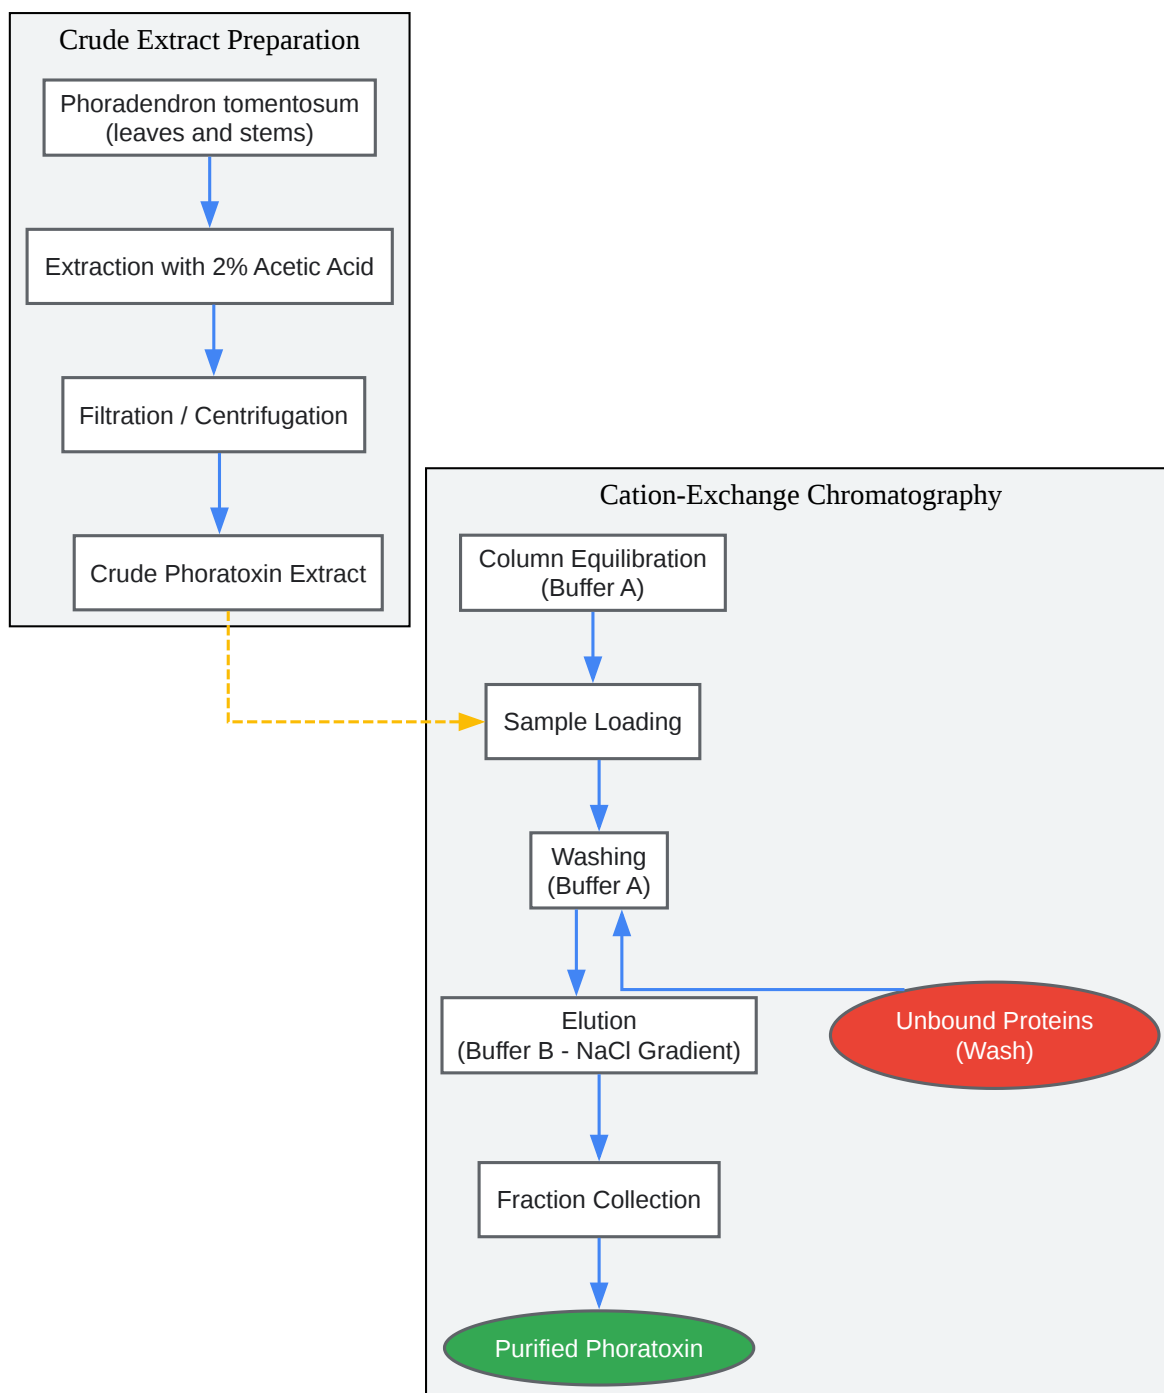 Crude Extract Preparation
Phoradendron tomentosum
(leaves and stems)
Extraction with 2% Acetic Acid
Filtration / Centrifugation
Crude Phoratoxin Extract
Cation-Exchange Chromatography
Column Equilibration
(Buffer A)
Sample Loading
Washing
(Buffer A)
Elution
(Buffer B - NaCl Gradient)
Unbound Proteins
(Wash)
Fraction Collection
Purified Phoratoxin